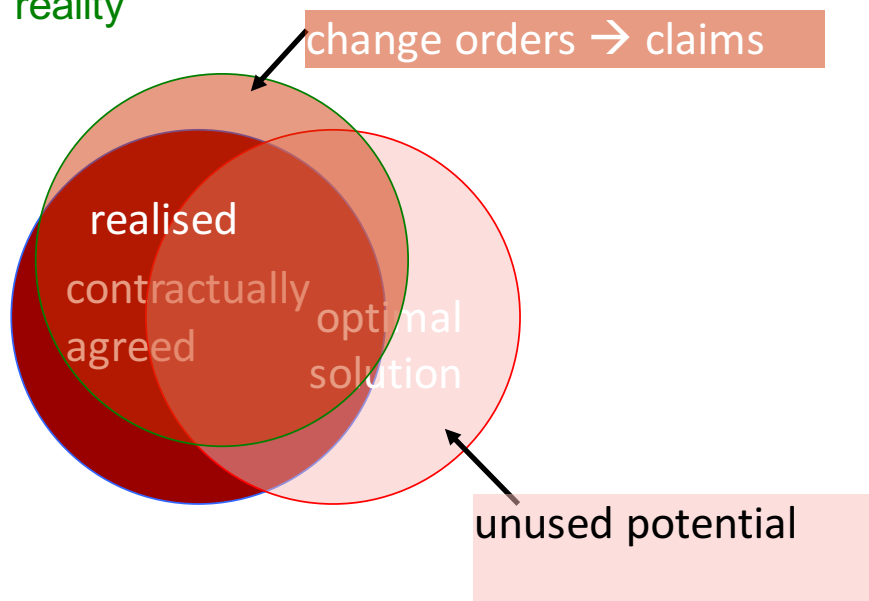 reality
change orders → claims
realised
contractually
agreed
optimal
solution
unused potential